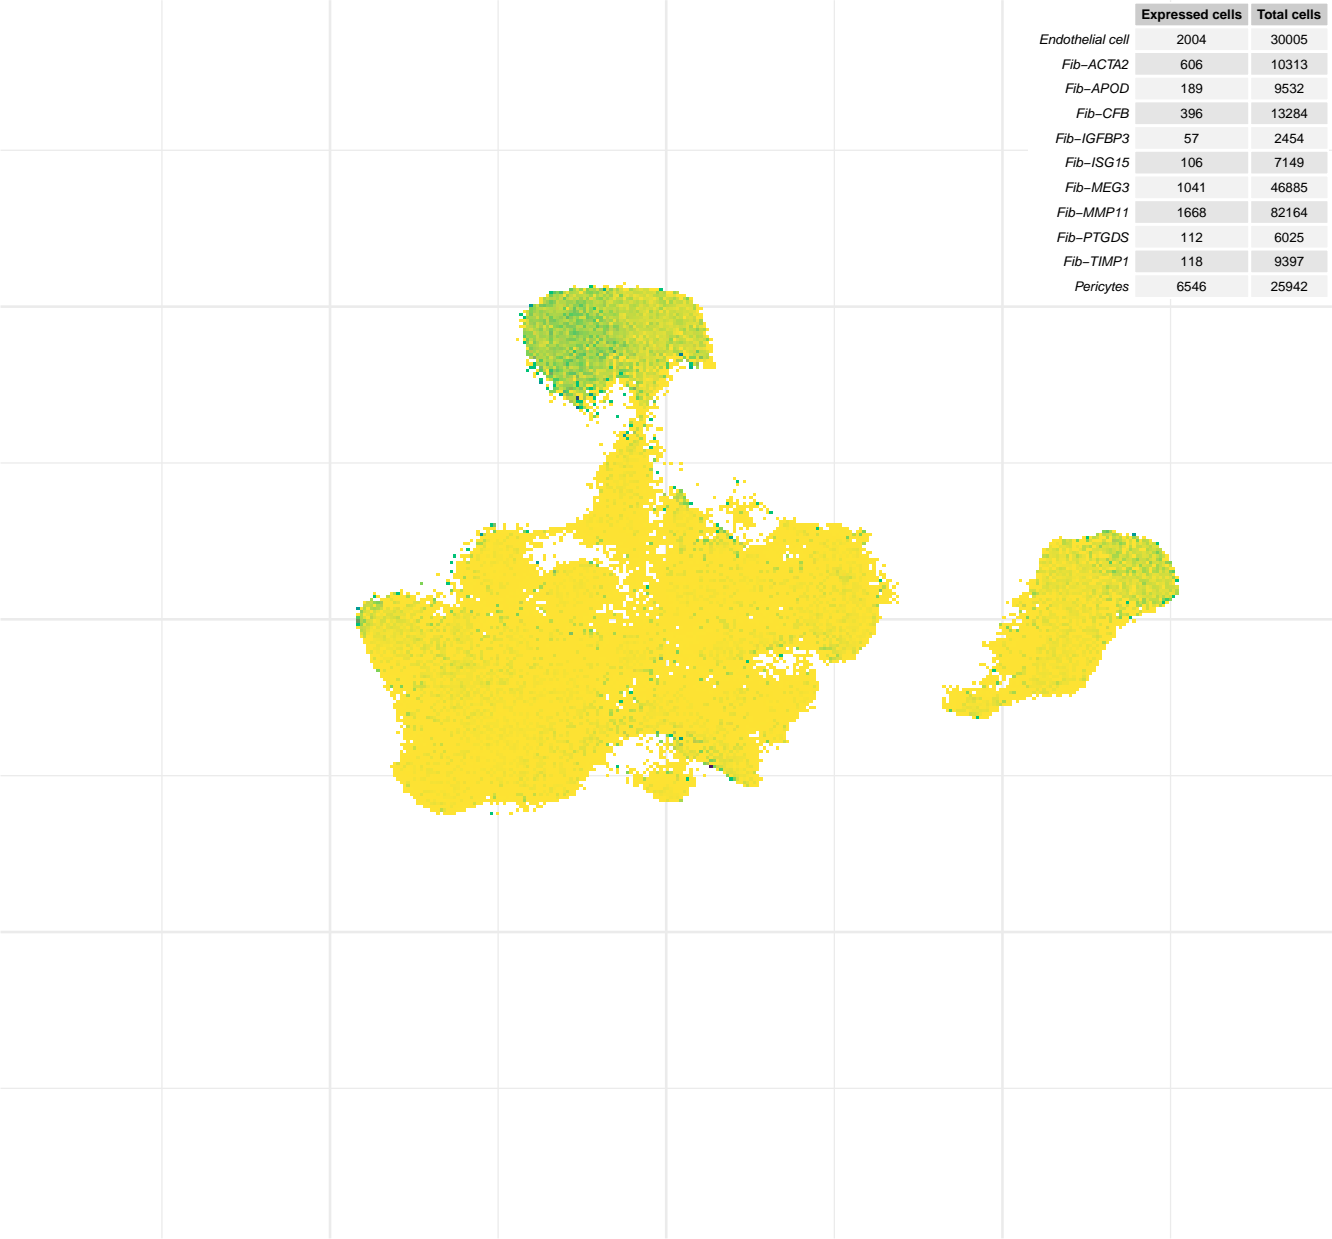 Expressed cells Total cells
Endothelial cell 2004 30005
Fib−ACTA2 606 10313
Fib−APOD 189 9532
Fib−CFB 396 13284
Fib−IGFBP3 57 2454
Fib−ISG15 106 7149
Fib−MEG3 1041 46885
Fib−MMP11 1668 82164
Fib−PTGDS 112 6025
Fib−TIMP1 118 9397
Pericytes 6546 25942